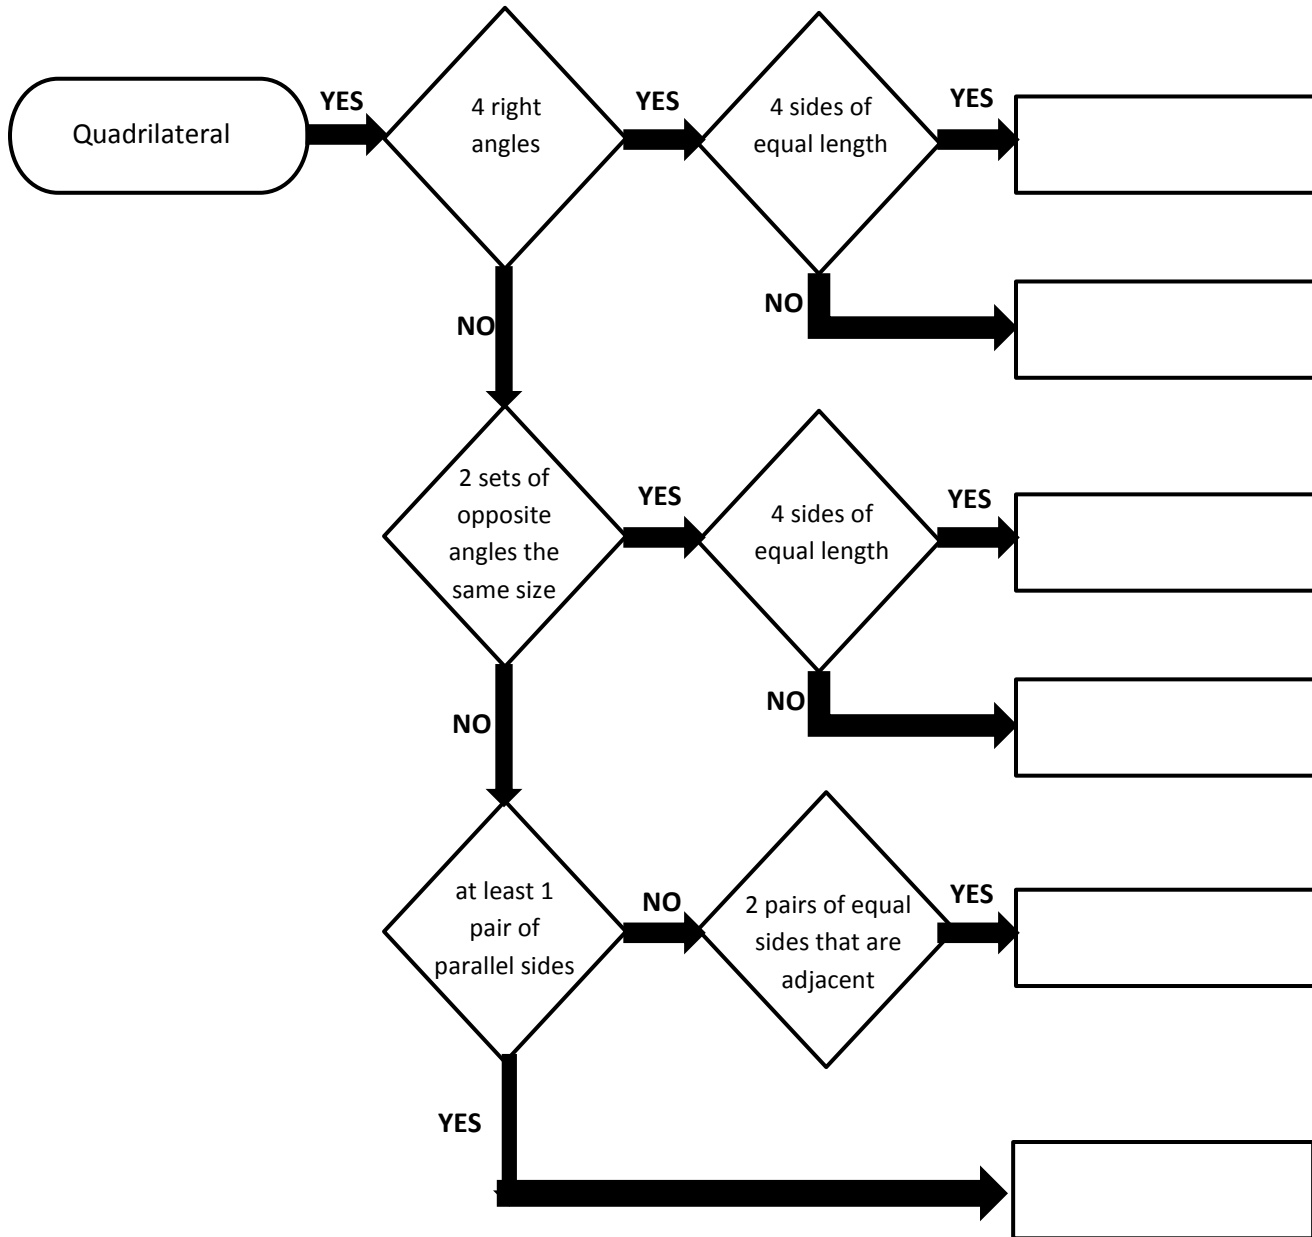 Quadrilateral
YES
4 right
angles
YES
4 sides of
equal length
YES
NO
NO
2 sets of
opposite
angles the
same size
YES
4 sides of
equal length
YES
NO
NO
at least 1
pair of
parallel sides
NO
2 pairs of equal
sides that are
adjacent
YES
YES